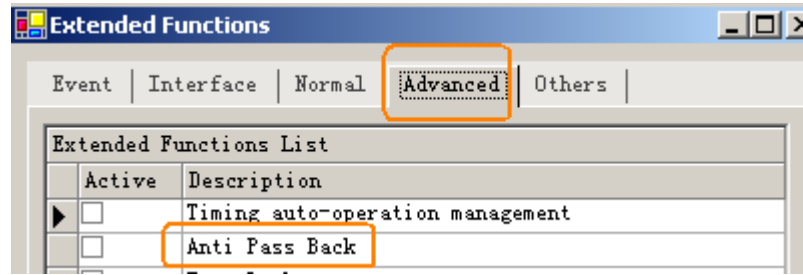 Extended Functions
Event Interface Normal Advanced Others
Extended Functions List
Active Description
Timing auto-operation management
Anti Pass Back